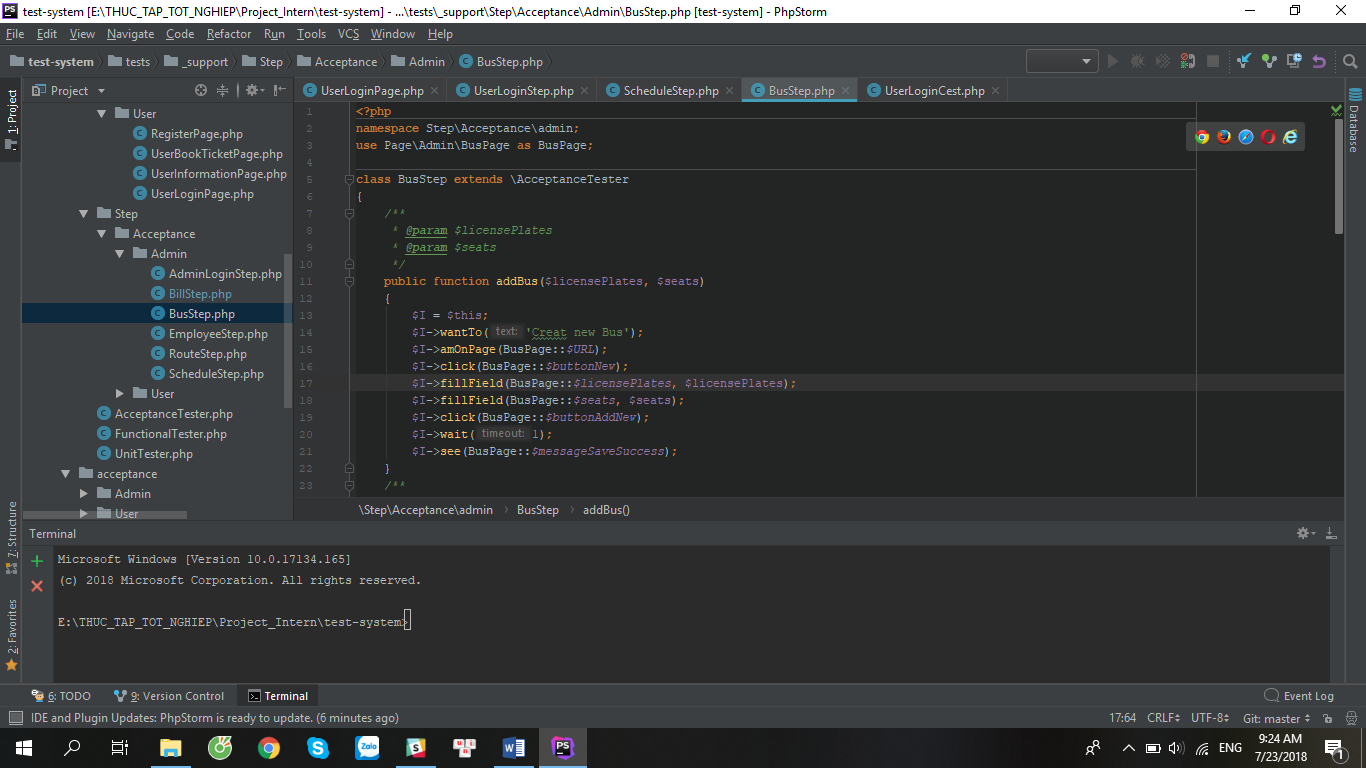 test-system [E:\THUC_TAP_TOT_NGHIEP\Project_Intern\test-system] - ...\tests\_support\Step\Acceptance\Admin\BusStep.php [test-system] - PhpStorm
File Edit View Navigate Code Refactor Run Tools VCS Window Help
test-system tests _support Step Acceptance Admin BusStep.php
1: Project
Project
UserLoginPage.php UserLoginStep.php ScheduleStep.php BusStep.php UserLoginCest.php
Database
User
RegisterPage.php
UserBookTicketPage.php
UserInformationPage.php
UserLoginPage.php
Step
Acceptance
Admin
AdminLoginStep.php
BillStep.php
BusStep.php
EmployeeStep.php
RouteStep.php
ScheduleStep.php
User
AcceptanceTester.php
FunctionalTester.php
UnitTester.php
acceptance
Admin
User
1 <?php
2 namespace Step\Acceptance\admin;
3 use Page\Admin\BusPage as BusPage;
4
5 class BusStep extends \AcceptanceTester
6 {
7 /**
8 * @param $licensePlates
9 * @param $seats
10 */
11 public function addBus($licensePlates, $seats)
12 {
13 $I = $this;
14 $I->wantTo( text: 'Creat new Bus');
15 $I->amOnPage(BusPage::$URL);
16 $I->click(BusPage::$buttonNew);
17 $I->fillField(BusPage::$licensePlates, $licensePlates);
18 $I->fillField(BusPage::$seats, $seats);
19 $I->click(BusPage::$buttonAddNew);
20 $I->wait( timeout: 1);
21 $I->see(BusPage::$messageSaveSuccess);
22 }
23 /**
\Step\Acceptance\admin BusStep addBus()
7: Structure
2: Favorites
Terminal
Microsoft Windows [Version 10.0.17134.165]
(c) 2018 Microsoft Corporation. All rights reserved.
E:\THUC_TAP_TOT_NGHIEP\Project_Intern\test-system>
6: TODO 9: Version Control Terminal Event Log
IDE and Plugin Updates: PhpStorm is ready to update. (6 minutes ago) 17:64 CRLF UTF-8 Git: master
Zalo
ENG
9:24 AM
7/23/2018
1